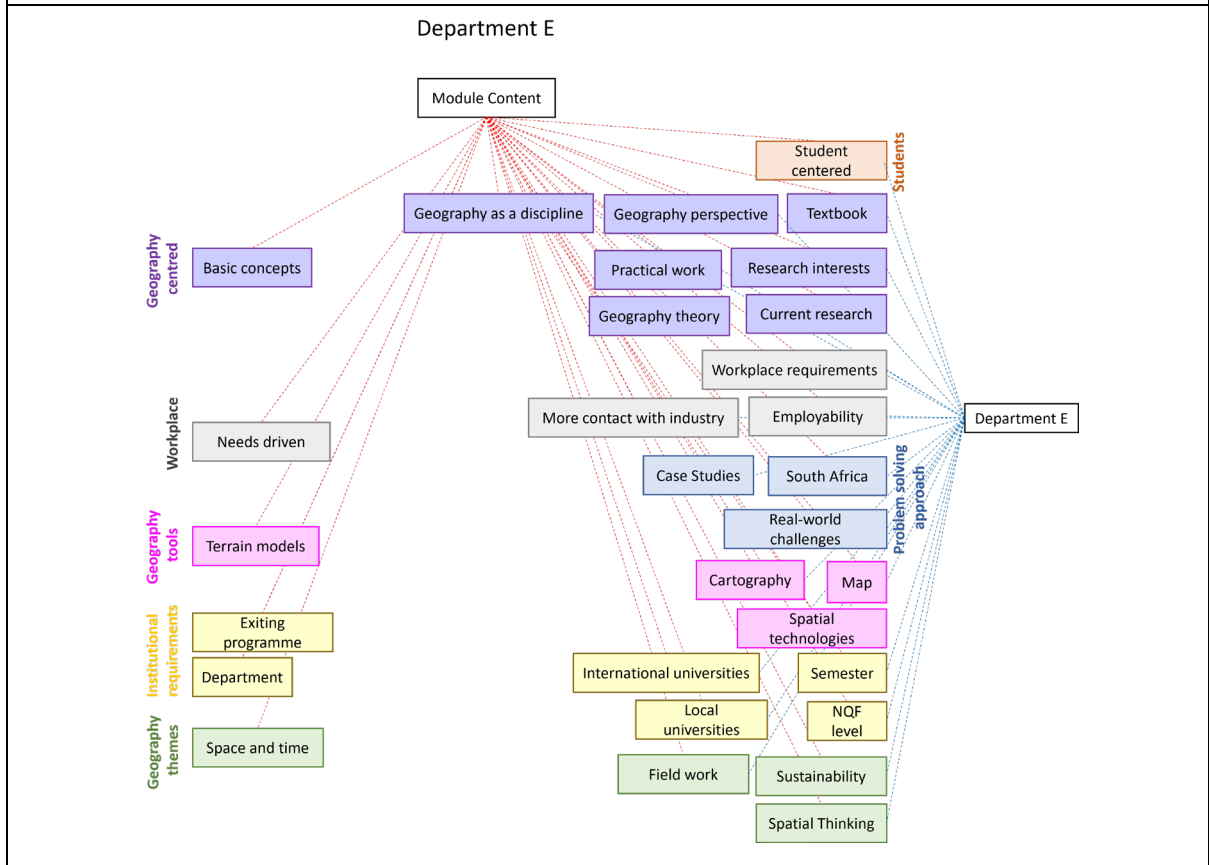 Department E
Module Content
Student
centered
Students
Geography as a discipline
Geography perspective
Textbook
Geography
centred
Basic concepts
Practical work
Research interests
Geography theory
Current research
Workplace requirements
Workplace
Needs driven
More contact with industry
Employability
Department E
Case Studies
South Africa
Problem solving
approach
Real-world
challenges
Geography
tools
Terrain models
Cartography
Map
Spatial
technologies
Institutional
requirements
Exiting
programme
Department
International universities
Semester
Local
universities
NQF
level
Geography
themes
Space and time
Field work
Sustainability
Spatial Thinking